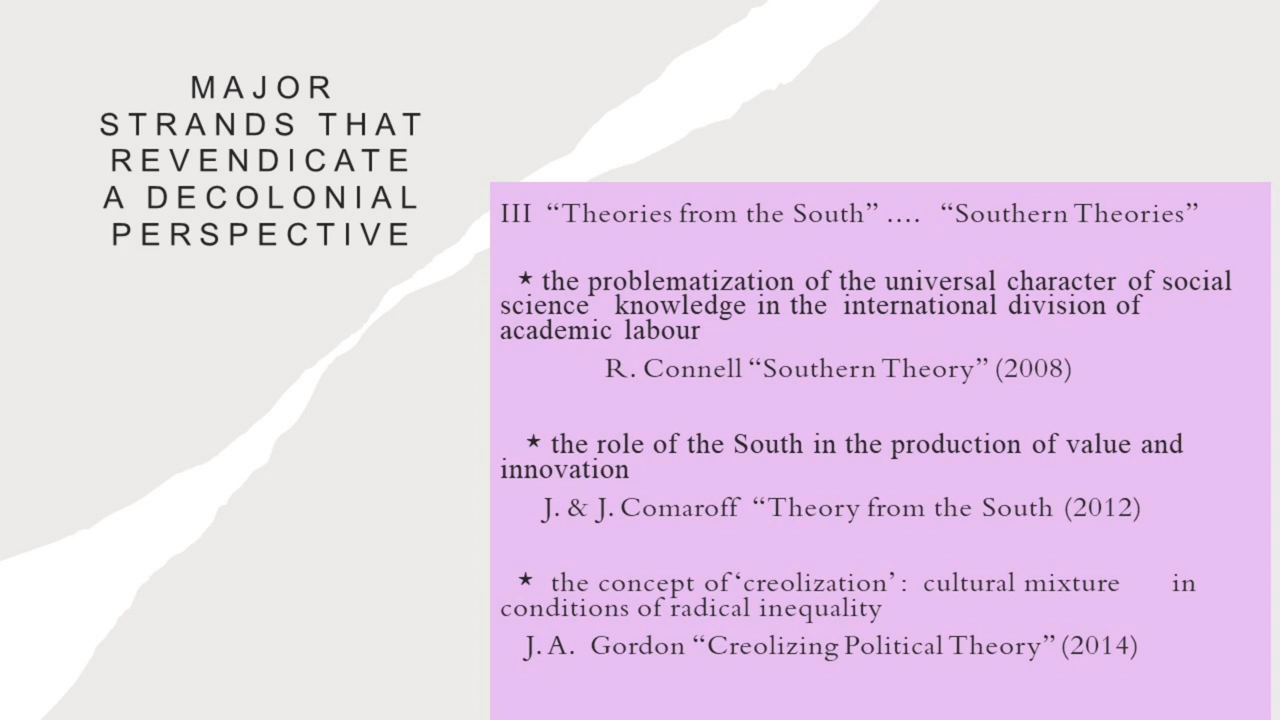 MAJOR
STRANDS THAT
REVENDICATE
A DECOLONIAL
PERSPECTIVE
III “Theories from the South” .... “Southern Theories”
★ the problematization of the universal character of social
science knowledge in the international division of
academic labour
R. Connell “Southern Theory” (2008)
★ the role of the South in the production of value and
innovation
J. & J. Comaroff “Theory from the South (2012)
★ the concept of ‘creolization’ : cultural mixture in
conditions of radical inequality
J. A. Gordon “Creolizing Political Theory” (2014)